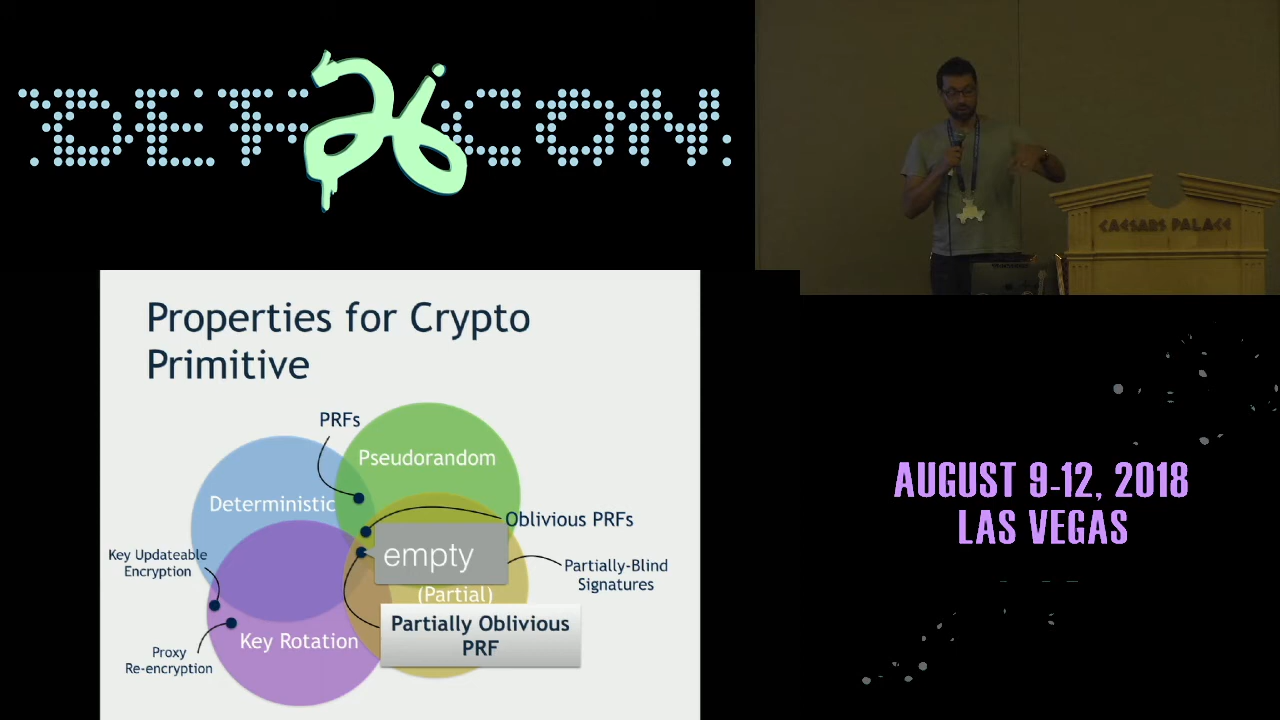 DEF 26 CON
CAESARS PALACE
Properties for Crypto
Primitive
PRFs
Pseudorandom
Deterministic
Oblivious PRFs
empty
Key Updateable
Encryption
Partially-Blind
Signatures
(Partial)
Partially Oblivious
PRF
Key Rotation
Proxy
Re-encryption
AUGUST 9-12, 2018
LAS VEGAS